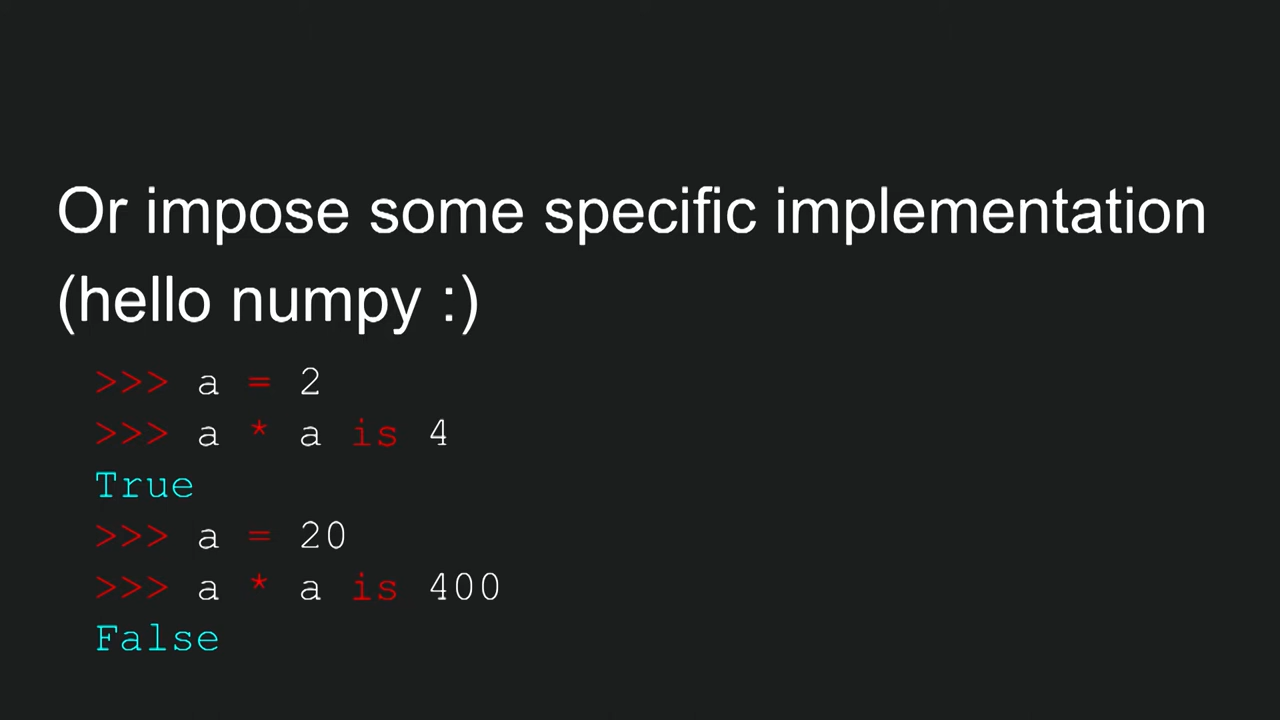 Or impose some specific implementation
(hello numpy :)
>>> a = 2
>>> a * a is 4
True
>>> a = 20
>>> a * a is 400
False